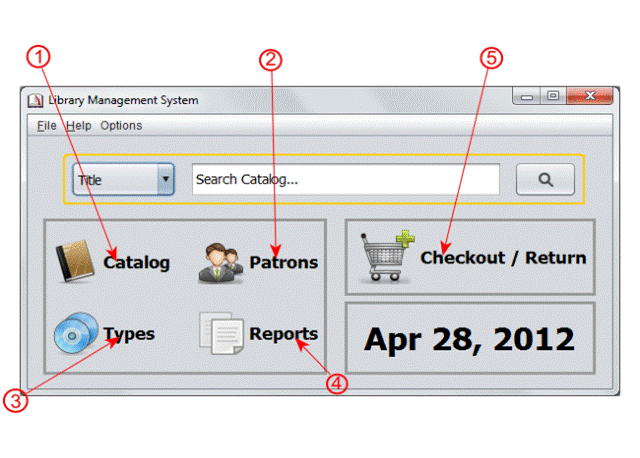 ① ② ⑤
Library Management System
File Help Options
Title Search Catalog...
Catalog Patrons Checkout / Return
Types Reports Apr 28, 2012
③ ④